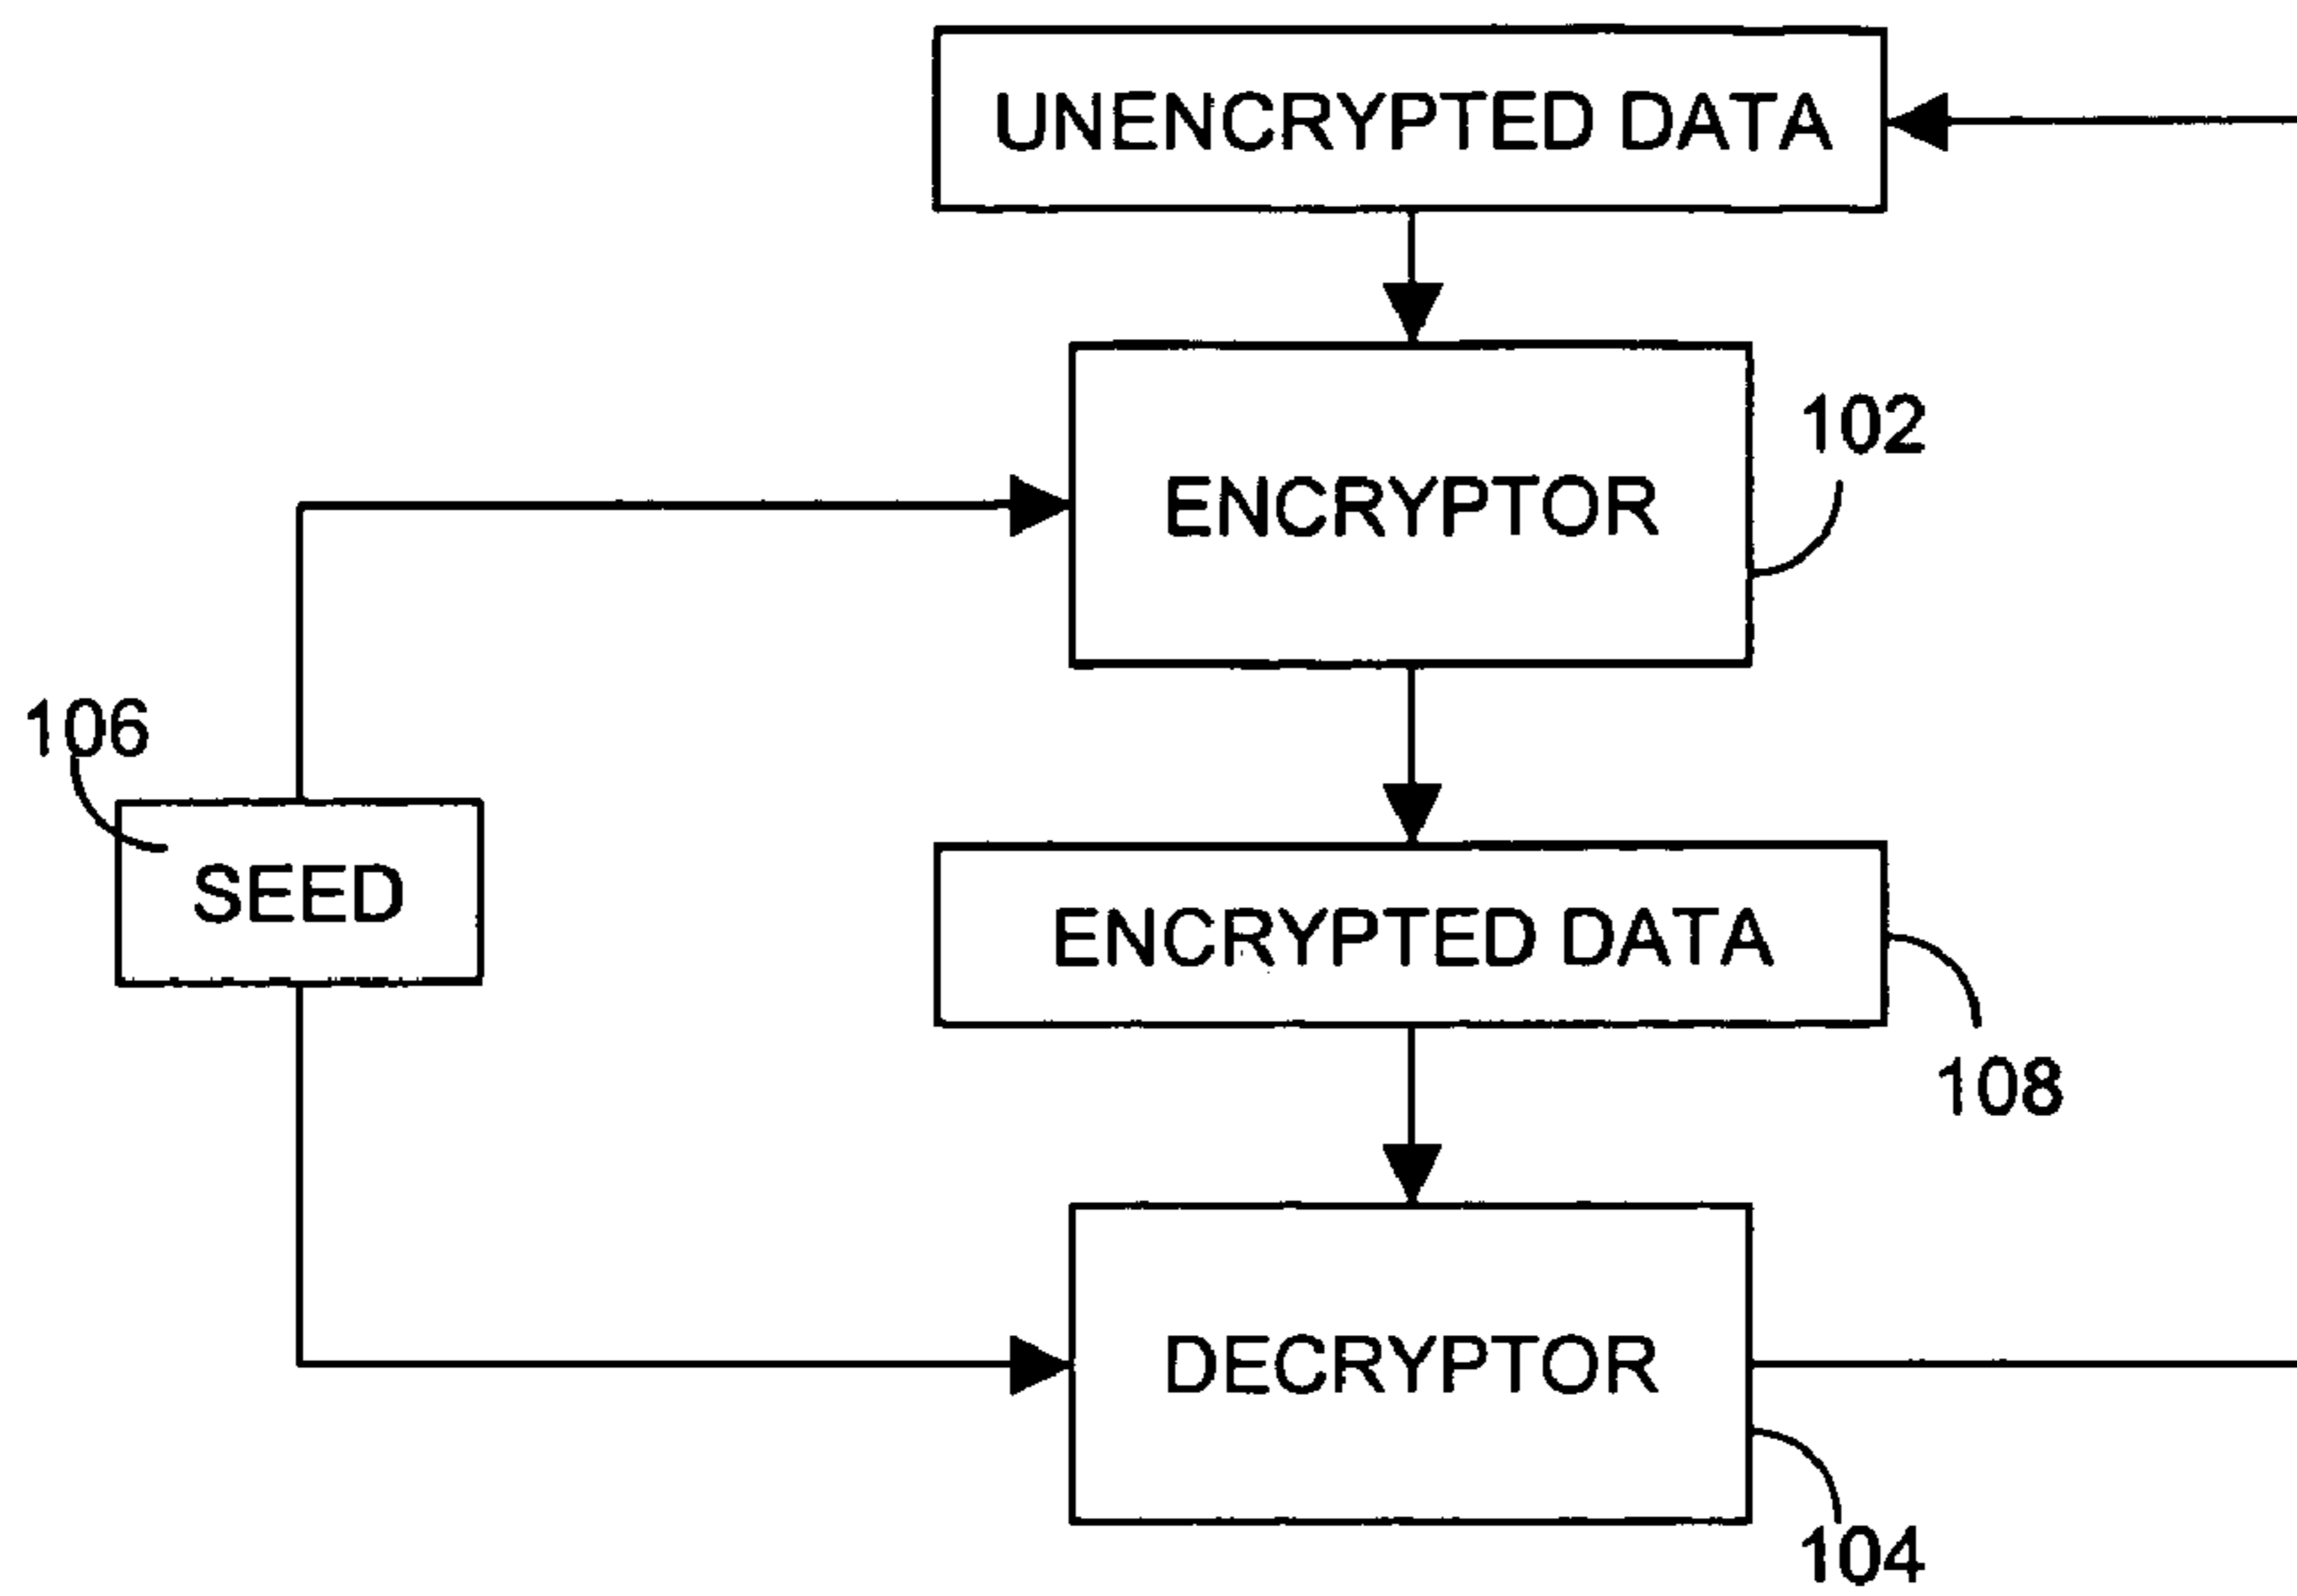 UNENCRYPTED DATA
102
ENCRYPTOR
106
SEED
ENCRYPTED DATA
108
DECRYPTOR
104